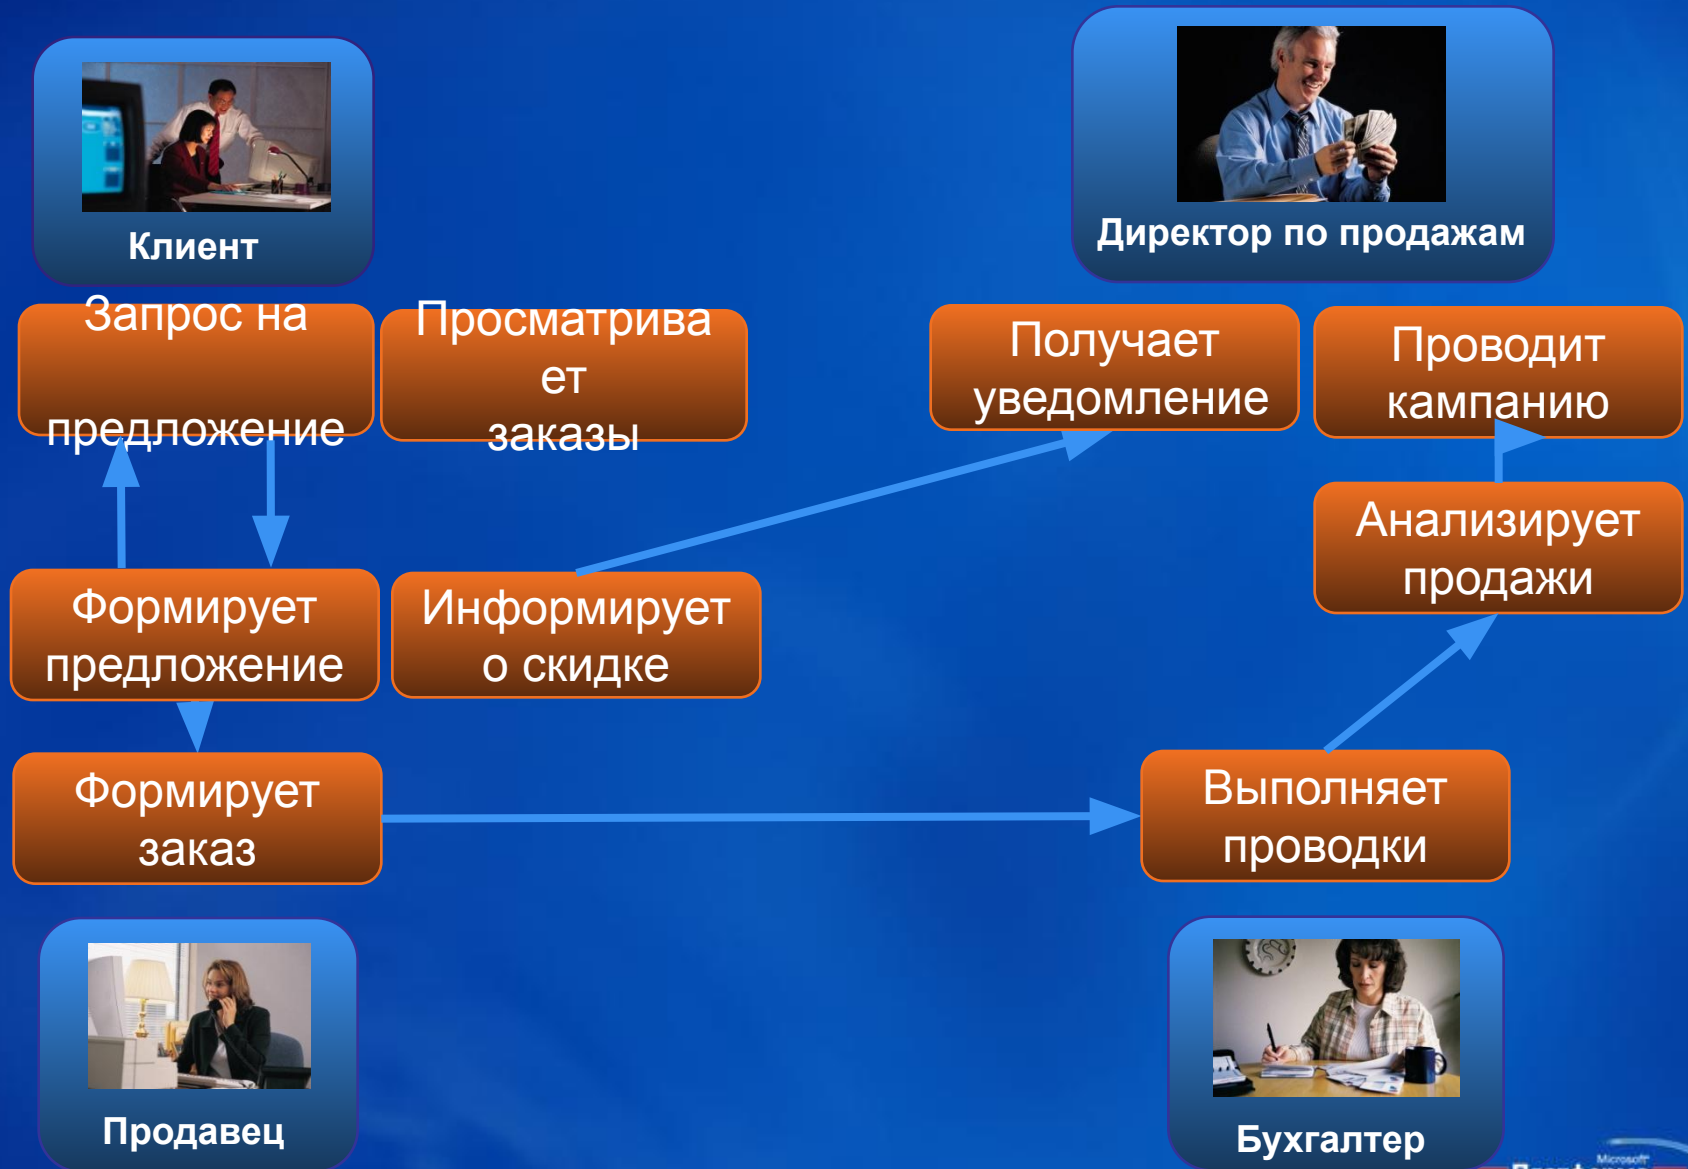 Клиент
Директор по продажам
Запрос на
предложение
Просматрива
ет
заказы
Получает
уведомление
Проводит
кампанию
Анализирует
продажи
Формирует
предложение
Информирует
о скидке
Формирует
заказ
Выполняет
проводки
Продавец
Бухгалтер
Microsoft